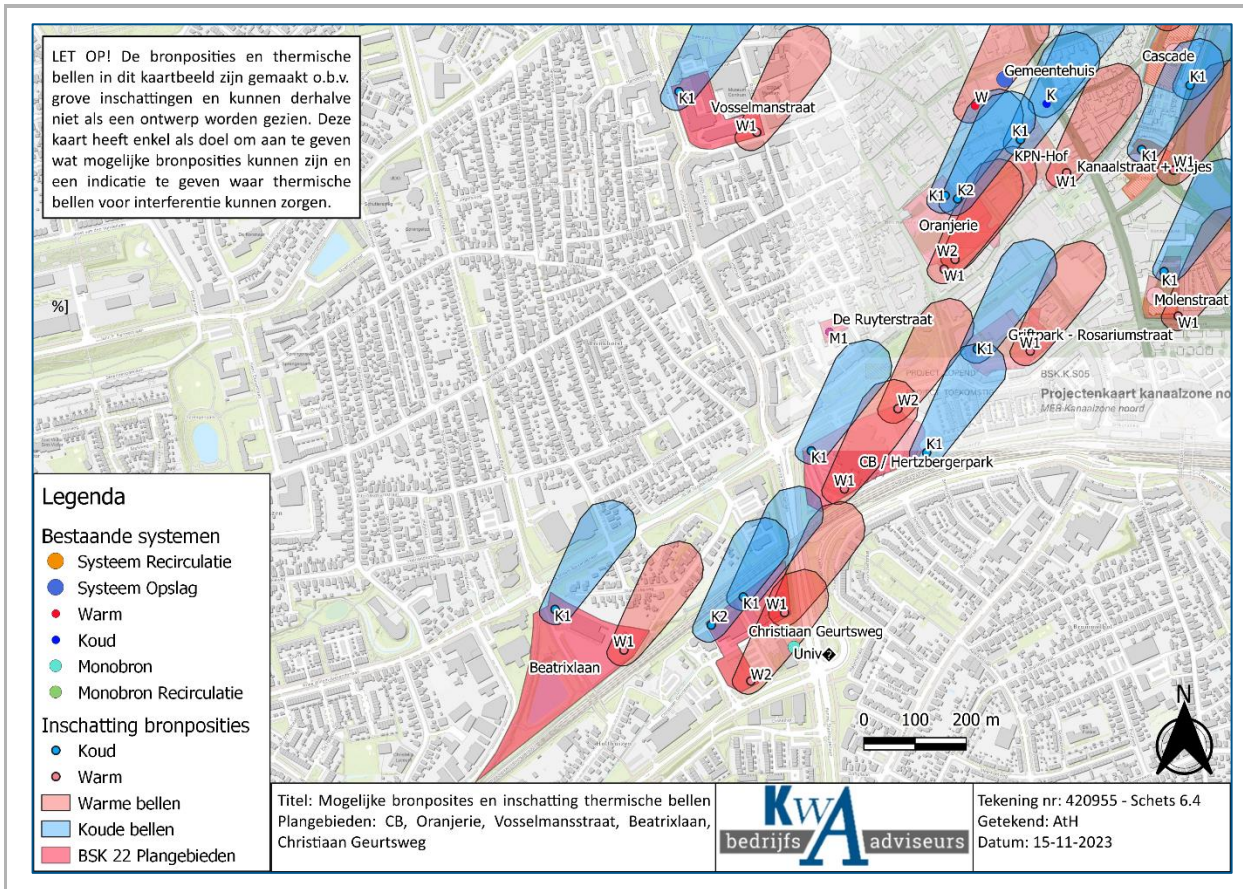 LET OP! De bronposities en thermische
bellen in dit kaartbeeld zijn gemaakt o.b.v.
grove inschattingen en kunnen derhalve
niet als een ontwerp worden gezien. Deze
kaart heeft enkel als doel om aan te geven
wat mogelijke bronposities kunnen zijn en
een indicatie te geven waar thermische
bellen voor interferentie kunnen zorgen.
Cascade
Gemeentehuis
K1
K1
W
K
Vosselmanstraat
W1
K1
KPN-Hof
K1
W1
Kanaalstraat +
W1
K1
K2
Oranjerie
W2
W1
K1
Molenstraat
W1
%]
De Ruyterstraat
M1
Griftpark - Rosariumstraat
K1
W1
PROJECT
BSK.K.S05
Projectenkaart kanaalzone no
MER Kanaalzone noord
W2
K1
K1
CB / Hertzbergerpark
W1
K1
W1
Beatrixlaan
K1
K2
W1
Christiaan Geurtsweg
Univ�
W2
Legenda
Bestaande systemen
Systeem Recirculatie
Systeem Opslag
Warm
Koud
Monobron
Monobron Recirculatie
Inschatting bronposities
Koud
Warm
Warme bellen
Koude bellen
BSK 22 Plangebieden
0 100 200 m
N
Titel: Mogelijke bronposites en inschatting thermische bellen
Plangebieden: CB, Oranjerie, Vosselmansstraat, Beatrixlaan,
Christiaan Geurtsweg
KWA
bedrijfs adviseurs
Tekening nr: 420955 - Schets 6.4
Getekend: AtH
Datum: 15-11-2023